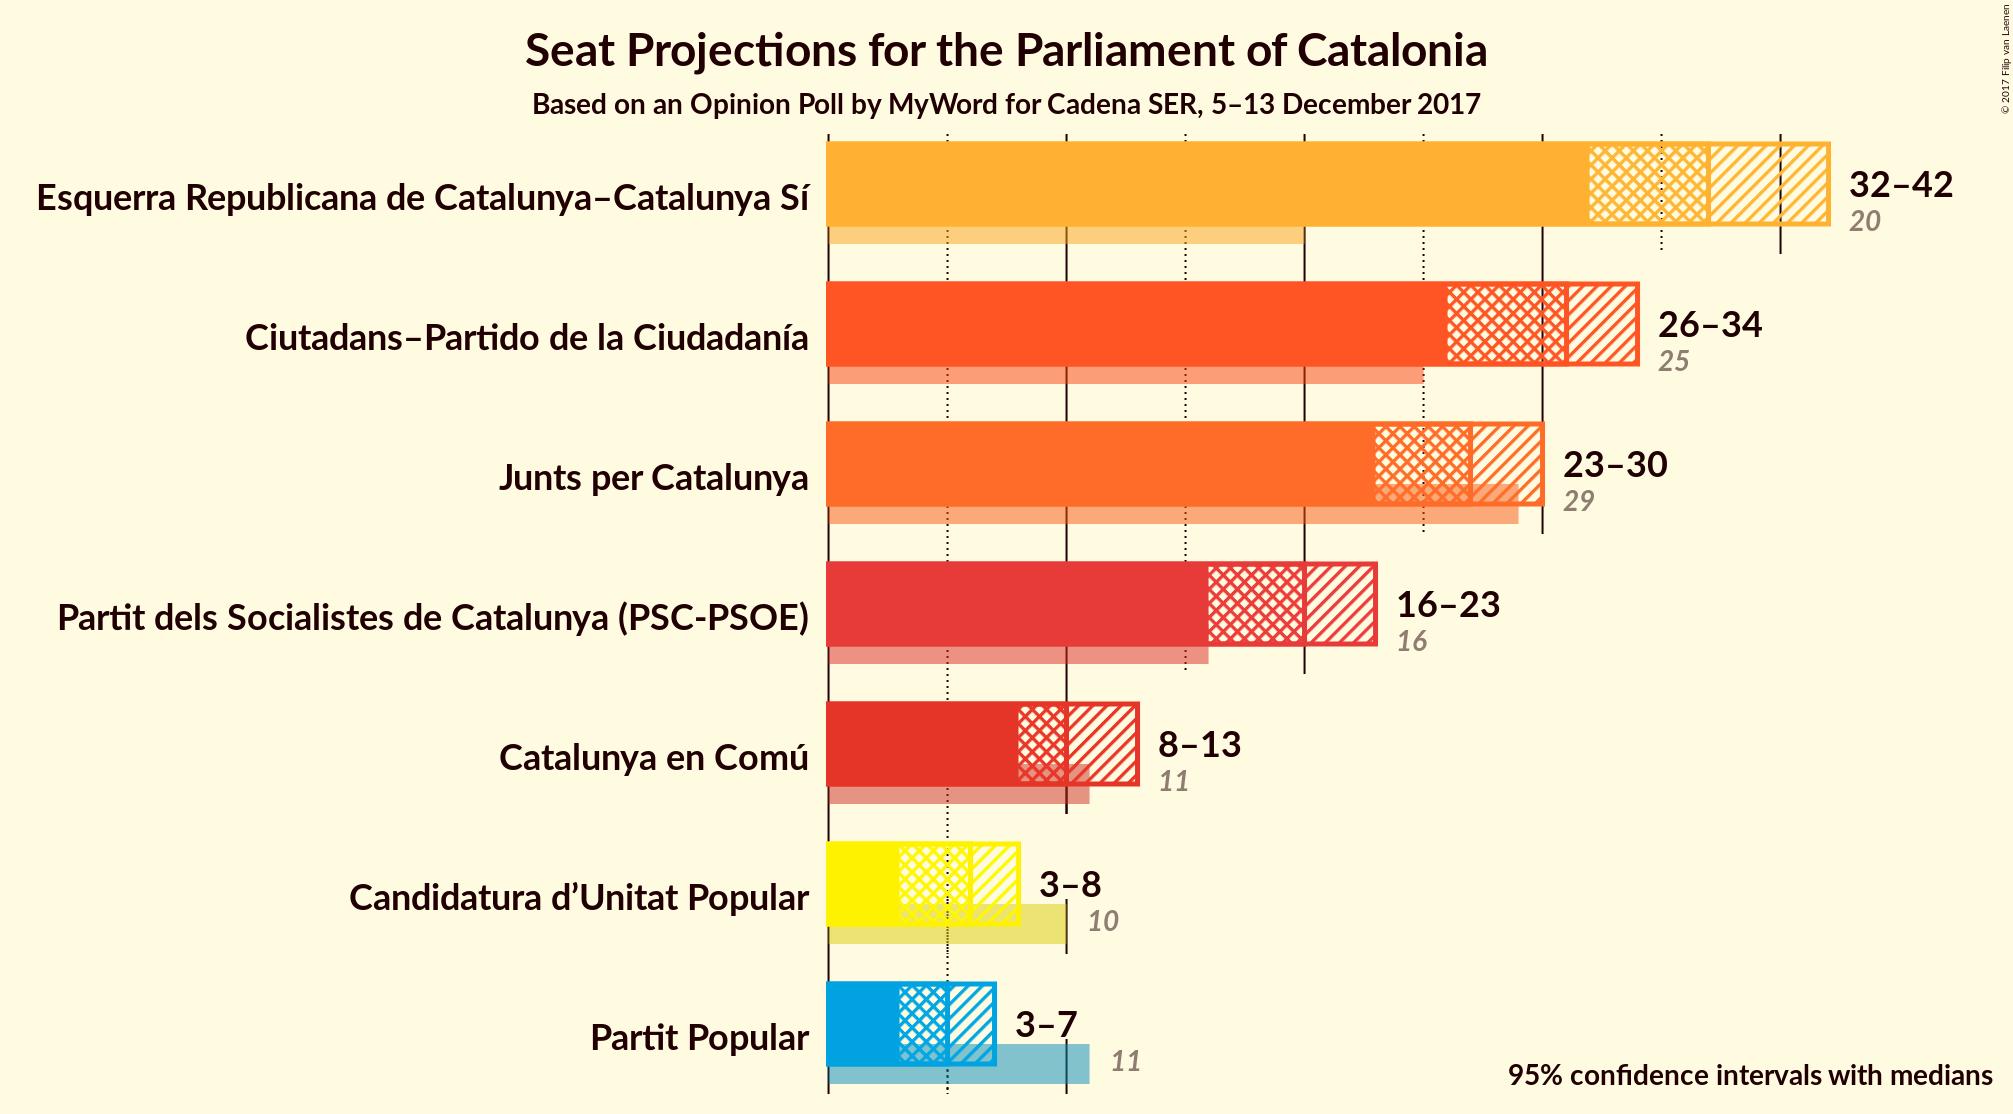 Seat Projections for the Parliament of Catalonia
Based on an Opinion Poll by MyWord for Cadena SER, 5–13 December 2017
© 2017 Filip van Laenen
Esquerra Republicana de Catalunya–Catalunya Sí
32–42
20
Ciutadans–Partido de la Ciudadanía
26–34
25
Junts per Catalunya
23–30
29
Partit dels Socialistes de Catalunya (PSC-PSOE)
16–23
16
Catalunya en Comú
8–13
11
Candidatura d’Unitat Popular
3–8
10
Partit Popular
3–7
11
95% confidence intervals with medians